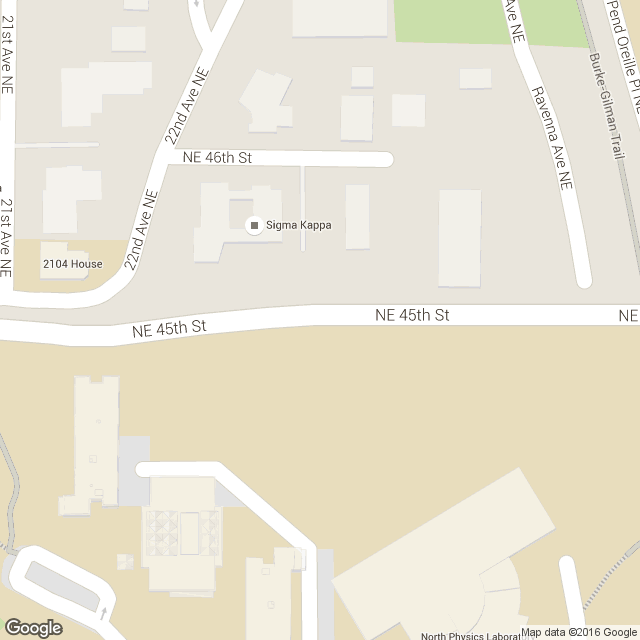 21st Ave NE
22nd Ave NE
Ave NE
Pend Oreille Pl NE
Burke-Gilman Trail
Ravenna Ave NE
NE 46th St
21st Ave NE
22nd Ave NE
Sigma Kappa
2104 House
NE 45th St
NE 45th St
NE
North Physics Laborat
Google
Map data ©2016 Google